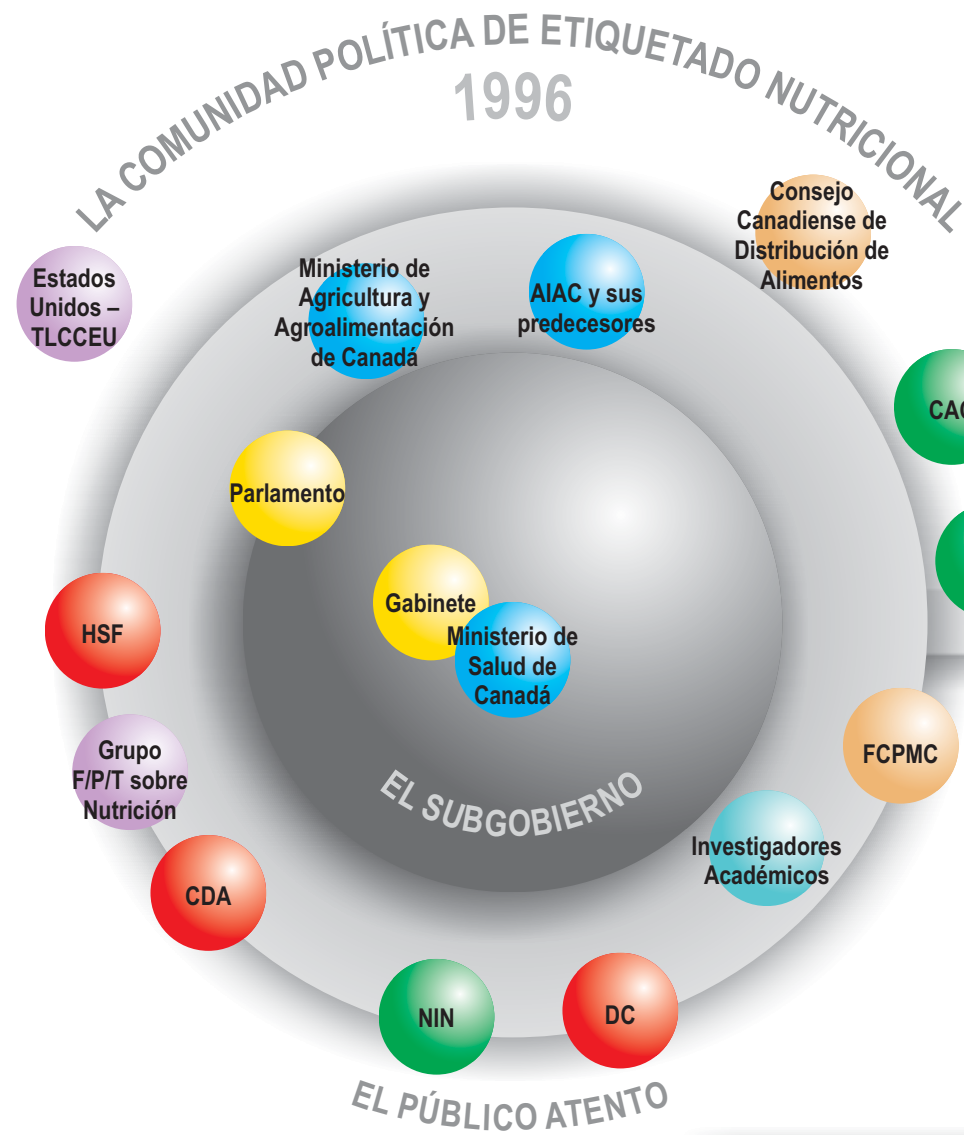 LA COMUNIDAD POLÍTICA DE ETIQUETADO NUTRICIONAL
1996
Consejo
Canadiense de
Distribución de
Alimentos
Estados
Unidos –
TLCCEU
Ministerio de
Agricultura y
Agroalimentación
de Canadá
AIAC y sus
predecesores
Parlamento
Gabinete
Ministerio de
Salud de
Canadá
HSF
Grupo
F/P/T sobre
Nutrición
FCPMC
EL SUBGOBIERNO
Investigadores
Académicos
CDA
NIN
DC
EL PÚBLICO ATENTO